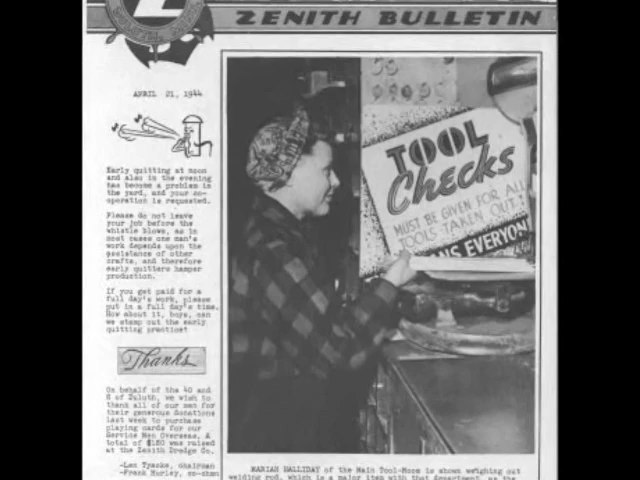 Z
ZENITH BULLETIN
APRIL 21, 1944
Early quitting at noon
and also in the evening
has become a problem in
the yard, and your co-
operation is requested.
Please do not leave
your job before the
whistle blows, as in
most cases one man's
work depends upon the
assistance of other
crafts, and therefore
early quitters hamper
production.
If you get paid for a
full day's work, please
put in a full day's time.
How about it, boys, can
we stamp out the early
quitting practice?
Thanks
On behalf of the 40 and
8 of Duluth, we wish to
thank all of our men for
their generous donations
last week to purchase
playing cards for our
Service Men Overseas. A
total of $150 was raised
at the Zenith Dredge Co.
chairman
-Frank Hurley, co-chmn
TOOL
Checks
MUST BE GIVEN FOR ALL
TOOLS TAKEN OUT
NS EVERYON
MARIAH HALLIDAY of the Main Tool-Room is shown weighing out
welding rod, which is a major item with that department, as the